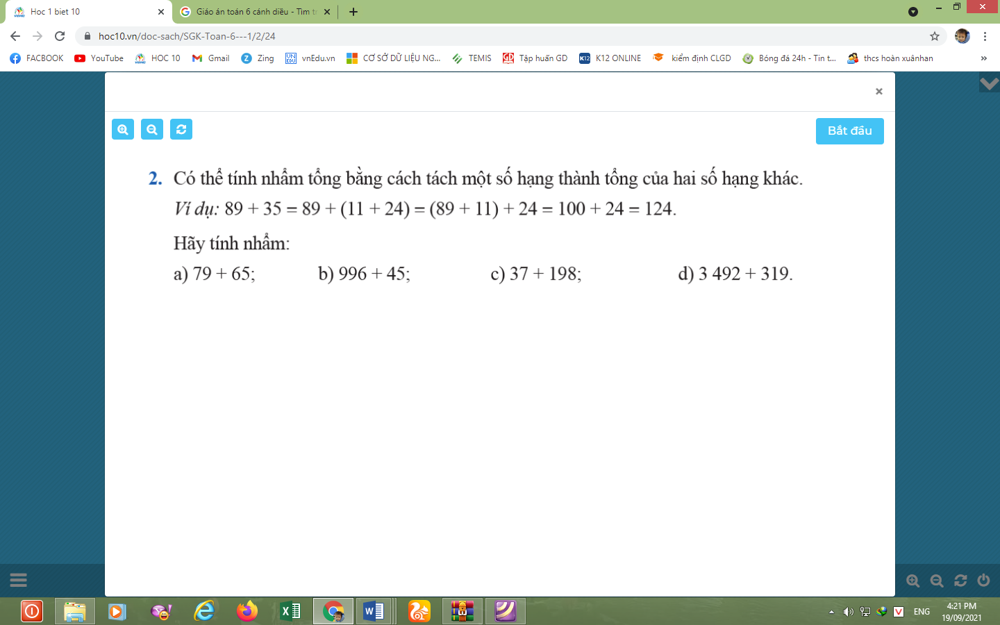 Hoc 1 biet 10
Giáo án toán 6 cánh diều - Tìm tr
hoc10.vn/doc-sach/SGK-Toan-6---1/2/24
FACBOOK YouTube HOC 10 Gmail Zing vnEdu.vn CƠ SỞ DỮ LIỆU NG... TEMIS Tập huấn GD K12 ONLINE kiểm định CLGD Bóng đá 24h - Tin t... thcs hoàn xuânhan »
Bắt đầu
2. Có thể tính nhẩm tổng bằng cách tách một số hạng thành tổng của hai số hạng khác.
Ví dụ: 89 + 35 = 89 + (11 + 24) = (89 + 11) + 24 = 100 + 24 = 124.
Hãy tính nhẩm:
a) 79 + 65; b) 996 + 45; c) 37 + 198; d) 3 492 + 319.
ENG
4:21 PM
19/09/2021